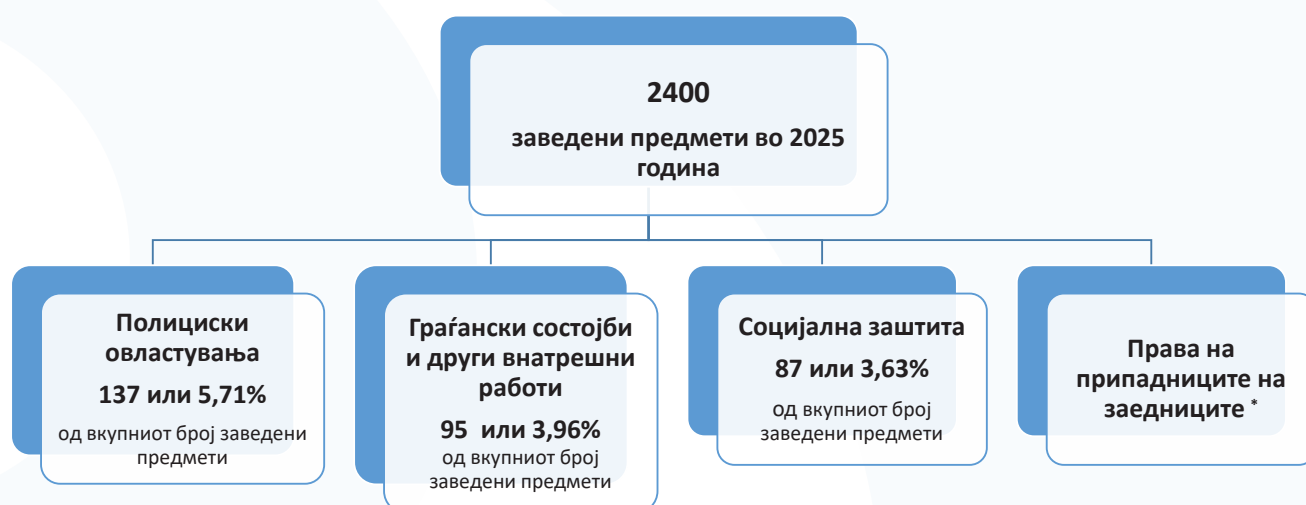 2400
заведени предмети во 2025
година
Полициски
овластувања
137 или 5,71%
од вкупниот број заведени
предмети
Граѓански состојби
и други внатрешни
работи
95 или 3,96%
од вкупниот број
заведени предмети
Социјална заштита
87 или 3,63%
од вкупниот број
заведени предмети
Права на
припадниците на
заедниците *